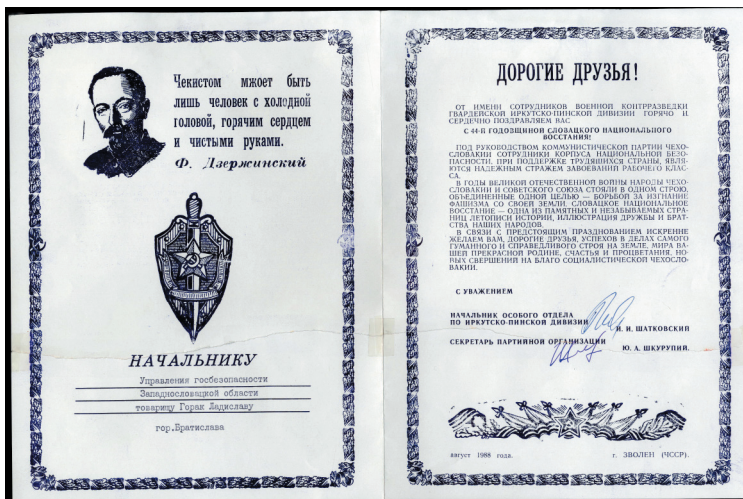 Чекистом мжоет быть
лишь человек с холодной
головой, горячим сердцем
и чистыми руками.
Ф. Дзержинский
НАЧАЛЬНИКУ
Управления госбезопасности
Западнословацкой области
товарищу Горак Ладиславу
гор.Братислава
ДОРОГИЕ ДРУЗЬЯ!
ОТ ИМЕНИ СОТРУДНИКОВ ВОЕННОЙ КОНТРРАЗВЕДКИ
ГВАРДЕЙСКОЙ ИРКУТСКО-ПИНСКОЙ ДИВИЗИИ ГОРЯЧО И
СЕРДЕЧНО ПОЗДРАВЛЯЕМ ВАС
С 44-Й ГОДОВЩИНОЙ СЛОВАЦКОГО НАЦИОНАЛЬНОГО
ВОССТАНИЯ!
ПОД РУКОВОДСТВОМ КОММУНИСТИЧЕСКОЙ ПАРТИИ ЧЕХО-
СЛОВАКИИ СОТРУДНИКИ КОРПУСА НАЦИОНАЛЬНОЙ БЕЗО-
ПАСНОСТИ, ПРИ ПОДДЕРЖКЕ ТРУДЯЩИХСЯ СТРАНЫ, ЯВЛЯ-
ЮТСЯ НАДЕЖНЫМ СТРАЖЕМ ЗАВОЕВАНИЙ РАБОЧЕГО КЛАС-
СА.
В ГОДЫ ВЕЛИКОЙ ОТЕЧЕСТВЕННОЙ ВОЙНЫ НАРОДЫ ЧЕХО-
СЛОВАКИИ И СОВЕТСКОГО СОЮЗА СТОЯЛИ В ОДНОМ СТРОЮ,
ОБЪЕДИНЕННЫЕ ОДНОЙ ЦЕЛЬЮ — БОРЬБОЙ ЗА ИЗГНАНИЕ
ФАШИЗМА СО СВОЕЙ ЗЕМЛИ. СЛОВАЦКОЕ НАЦИОНАЛЬНОЕ
ВОССТАНИЕ — ОДНА ИЗ ПАМЯТНЫХ И НЕЗАБЫВАЕМЫХ СТРА-
НИЦ ЛЕТОПИСИ ИСТОРИИ, ИЛЛЮСТРАЦИЯ ДРУЖБЫ И БРАТ-
СТВА НАШИХ НАРОДОВ.
В СВЯЗИ С ПРЕДСТОЯЩИМ ПРАЗДНОВАНИЕМ ИСКРЕННЕ
ЖЕЛАЕМ ВАМ, ДОРОГИЕ ДРУЗЬЯ, УСПЕХОВ В ДЕЛАХ САМОГО
ГУМАННОГО И СПРАВЕДЛИВОГО СТРОЯ НА ЗЕМЛЕ, МИРА ВА-
ШЕЙ ПРЕКРАСНОЙ РОДИНЕ, СЧАСТЬЯ И ПРОЦВЕТАНИЯ, НО-
ВЫХ СВЕРШЕНИЙ НА БЛАГО СОЦИАЛИСТИЧЕСКОЙ ЧЕХОСЛО-
ВАКИИ.
С УВАЖЕНИЕМ
НАЧАЛЬНИК ОСОБОГО ОТДЕЛА
ПО ИРКУТСКО-ПИНСКОЙ ДИВИЗИИ
И. И. ШАТКОВСКИЙ
СЕКРЕТАРЬ ПАРТИЙНОЙ ОРГАНИЗАЦИИ
Ю. А. ШКУРУПИЙ.
август 1988 года.
г. ЗВОЛЕН (ЧССР).